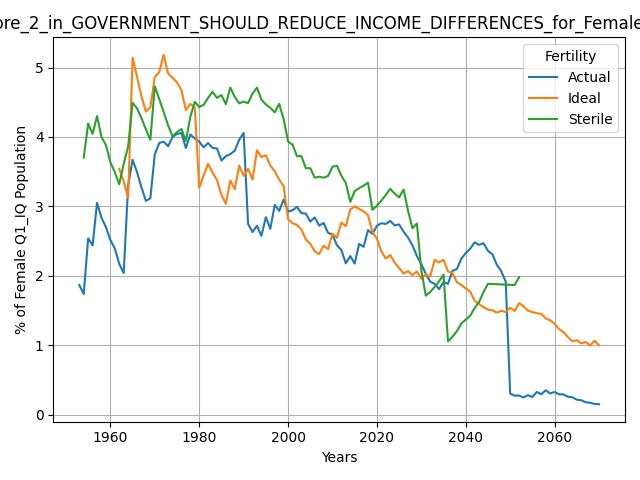 ore_2_in_GOVERNMENT_SHOULD_REDUCE_INCOME_DIFFERENCES_for_Female
Fertility
Actual
Ideal
Sterile
% of Female Q1_IQ Population
5
4
3
2
1
0
1960 1980 2000 2020 2040 2060
Years